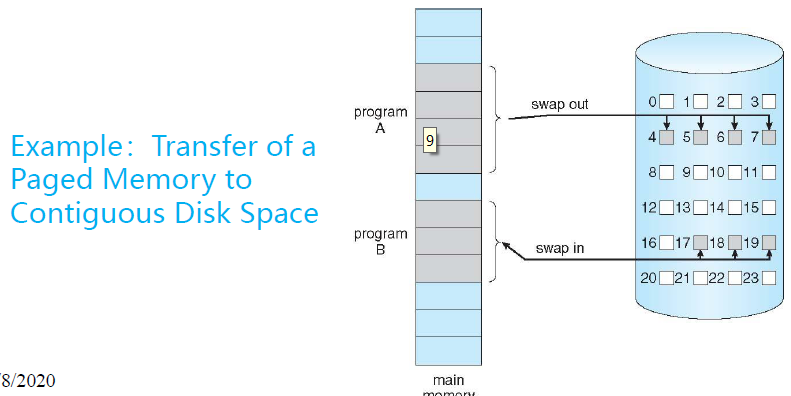 Example: Transfer of a
Paged Memory to
Contiguous Disk Space
/8/2020
program
A
9
program
B
main
memory
swap out
swap in
0 1 2 3
4 5 6 7
8 9 10 11
12 13 14 15
16 17 18 19
20 21 22 23